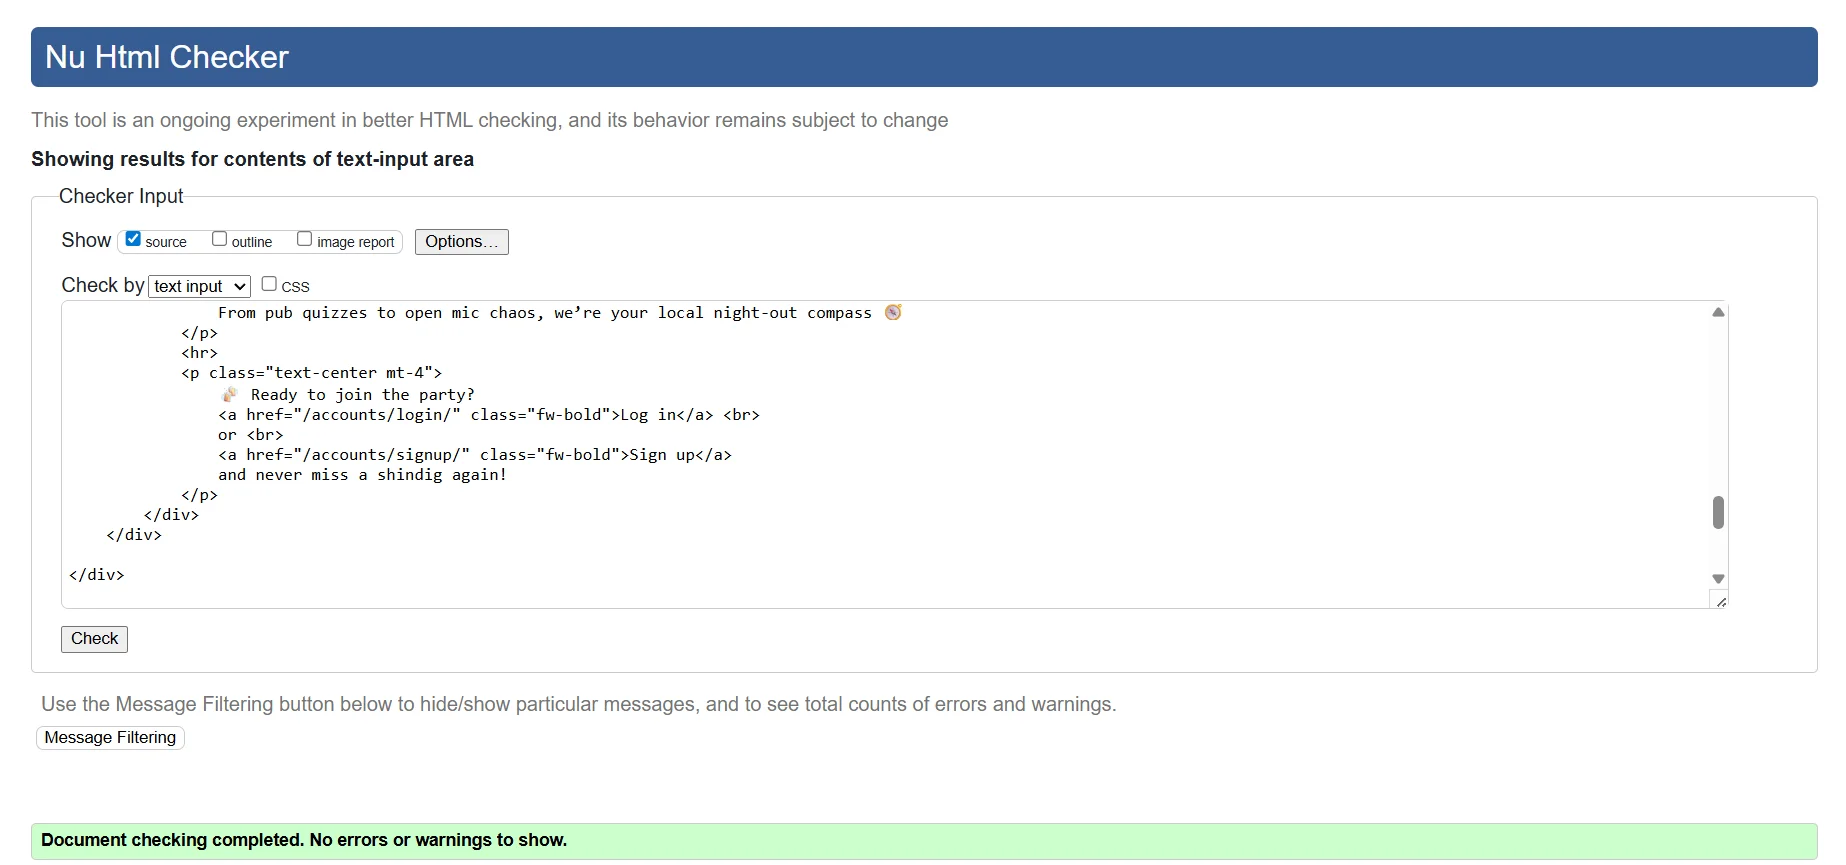 Nu Html Checker
This tool is an ongoing experiment in better HTML checking, and its behavior remains subject to change
Showing results for contents of text-input area
Checker Input
Show source outline image report Options...
Check by text input CSS
From pub quizzes to open mic chaos, we’re your local night-out compass 🧭
</p>
<hr>
<p class="text-center mt-4">
🎉 Ready to join the party?
<a href="/accounts/login/" class="fw-bold">Log in</a> <br>
or <br>
<a href="/accounts/signup/" class="fw-bold">Sign up</a>
and never miss a shindig again!
</p>
</div>
</div>
</div>
Check
Use the Message Filtering button below to hide/show particular messages, and to see total counts of errors and warnings.
Message Filtering
Document checking completed. No errors or warnings to show.